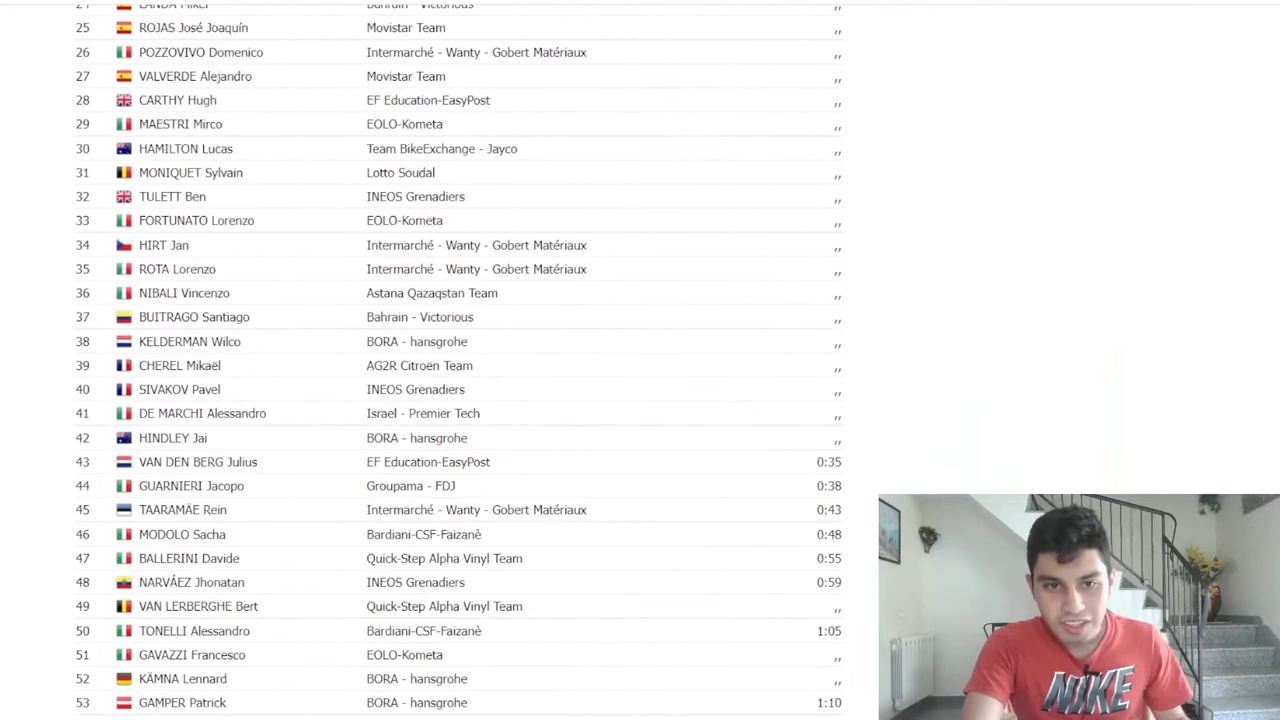 24 LANDA Mikel Bahrain - Victorious ,,
25 ROJAS José Joaquín Movistar Team ,,
26 POZZOVIVO Domenico Intermarché - Wanty - Gobert Matériaux ,,
27 VALVERDE Alejandro Movistar Team ,,
28 CARTHY Hugh EF Education-EasyPost ,,
29 MAESTRI Mirco EOLO-Kometa ,,
30 HAMILTON Lucas Team BikeExchange - Jayco ,,
31 MONIQUET Sylvain Lotto Soudal ,,
32 TULETT Ben INEOS Grenadiers ,,
33 FORTUNATO Lorenzo EOLO-Kometa ,,
34 HIRT Jan Intermarché - Wanty - Gobert Matériaux ,,
35 ROTA Lorenzo Intermarché - Wanty - Gobert Matériaux ,,
36 NIBALI Vincenzo Astana Qazaqstan Team ,,
37 BUITRAGO Santiago Bahrain - Victorious ,,
38 KELDERMAN Wilco BORA - hansgrohe ,,
39 CHEREL Mikaël AG2R Citroën Team ,,
40 SIVAKOV Pavel INEOS Grenadiers ,,
41 DE MARCHI Alessandro Israel - Premier Tech ,,
42 HINDLEY Jai BORA - hansgrohe ,,
43 VAN DEN BERG Julius EF Education-EasyPost 0:35
44 GUARNIERI Jacopo Groupama - FDJ 0:38
45 TAARAMÄE Rein Intermarché - Wanty - Gobert Matériaux 0:43
46 MODOLO Sacha Bardiani-CSF-Faizanè 0:48
47 BALLERINI Davide Quick-Step Alpha Vinyl Team 0:55
48 NARVÁEZ Jhonatan INEOS Grenadiers 0:59
49 VAN LERBERGHE Bert Quick-Step Alpha Vinyl Team ,,
50 TONELLI Alessandro Bardiani-CSF-Faizanè 1:05
51 GAVAZZI Francesco EOLO-Kometa ,,
52 KÄMNA Lennard BORA - hansgrohe ,,
53 GAMPER Patrick BORA - hansgrohe 1:10
NIKE